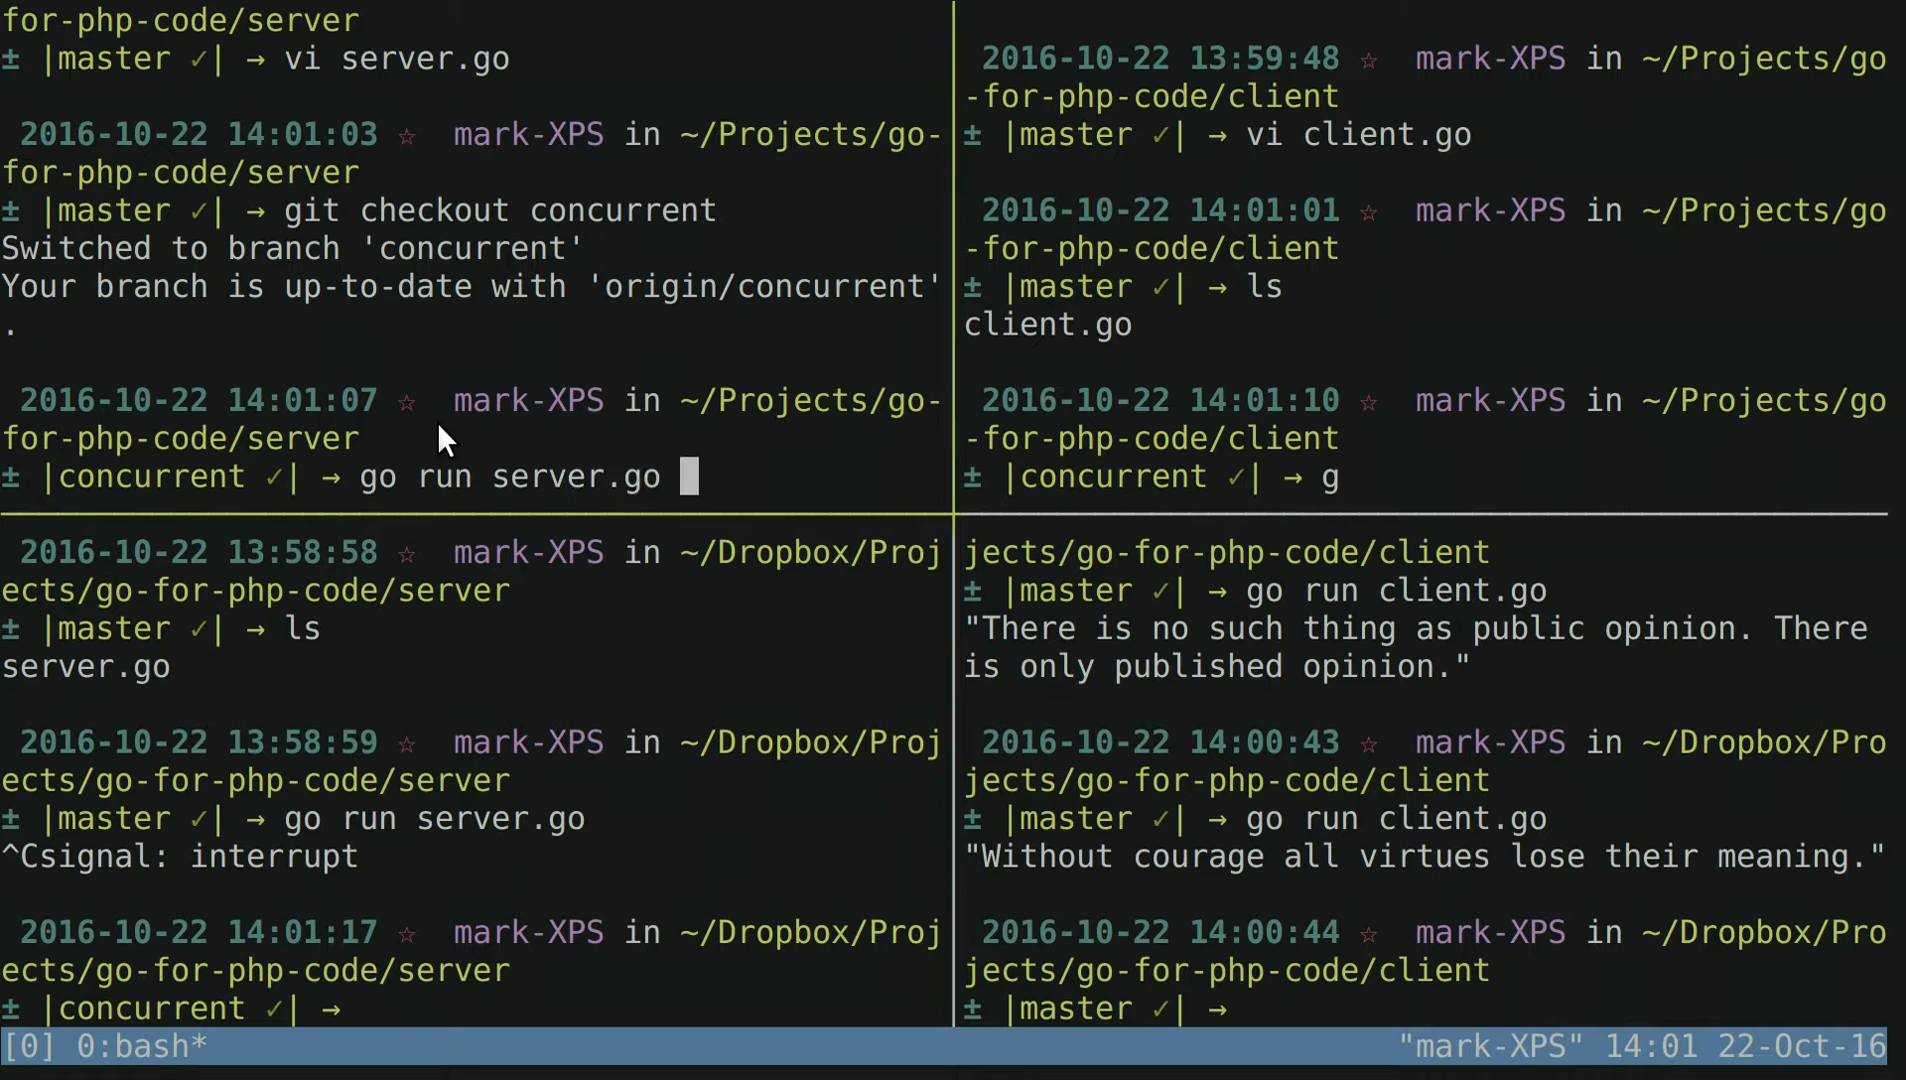 for-php-code/server
± |master ✓| → vi server.go
2016-10-22 14:01:03 ☆ mark-XPS in ~/Projects/go-
for-php-code/server
± |master ✓| → git checkout concurrent
Switched to branch 'concurrent'
Your branch is up-to-date with 'origin/concurrent'
.
2016-10-22 14:01:07 ☆ mark-XPS in ~/Projects/go-
for-php-code/server
± |concurrent ✓| → go run server.go
2016-10-22 13:59:48 ☆ mark-XPS in ~/Projects/go
-for-php-code/client
± |master ✓| → vi client.go
2016-10-22 14:01:01 ☆ mark-XPS in ~/Projects/go
-for-php-code/client
± |master ✓| → ls
client.go
2016-10-22 14:01:10 ☆ mark-XPS in ~/Projects/go
-for-php-code/client
± |concurrent ✓| → g
2016-10-22 13:58:58 ☆ mark-XPS in ~/Dropbox/Proj
ects/go-for-php-code/server
± |master ✓| → ls
server.go
2016-10-22 13:58:59 ☆ mark-XPS in ~/Dropbox/Proj
ects/go-for-php-code/server
± |master ✓| → go run server.go
^Csignal: interrupt
2016-10-22 14:01:17 ☆ mark-XPS in ~/Dropbox/Proj
ects/go-for-php-code/server
± |concurrent ✓| →
jects/go-for-php-code/client
± |master ✓| → go run client.go
"There is no such thing as public opinion. There
is only published opinion."
2016-10-22 14:00:43 ☆ mark-XPS in ~/Dropbox/Pro
jects/go-for-php-code/client
± |master ✓| → go run client.go
"Without courage all virtues lose their meaning."
2016-10-22 14:00:44 ☆ mark-XPS in ~/Dropbox/Pro
jects/go-for-php-code/client
± |master ✓| →
[0] 0:bash* "mark-XPS" 14:01 22-Oct-16